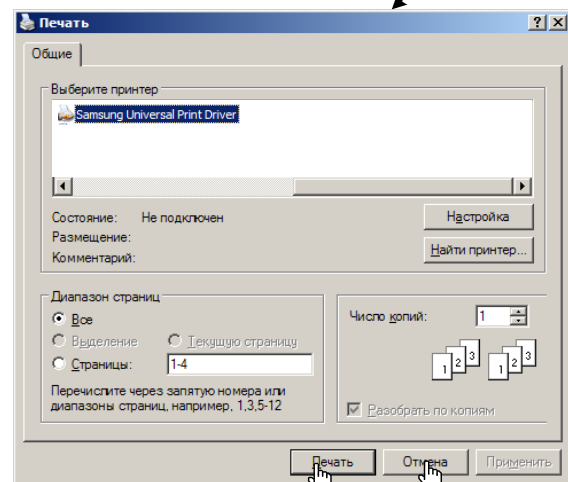 Печать
Общие
Выберите принтер
Samsung Universal Print Driver
Состояние: Не подключен
Настройка
Размещение:
Найти принтер...
Комментарий:
Диапазон страниц
Все
Выделение Текущую страницу
Страницы: 1-4
Перечислите через запятую номера или
диапазоны страниц, например, 1,3,5-12
Число копий: 1
1 2 3 1 2 3
Разобрать по копиям
Печать Отмена Применить